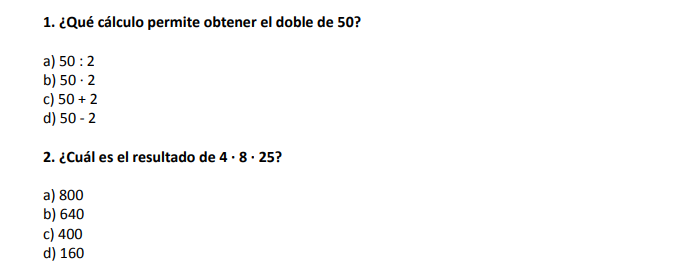 1. ¿Qué cálculo permite obtener el doble de 50?
a) 50 : 2
b) 50 · 2
c) 50 + 2
d) 50 - 2
2. ¿Cuál es el resultado de 4 · 8 · 25?
a) 800
b) 640
c) 400
d) 160